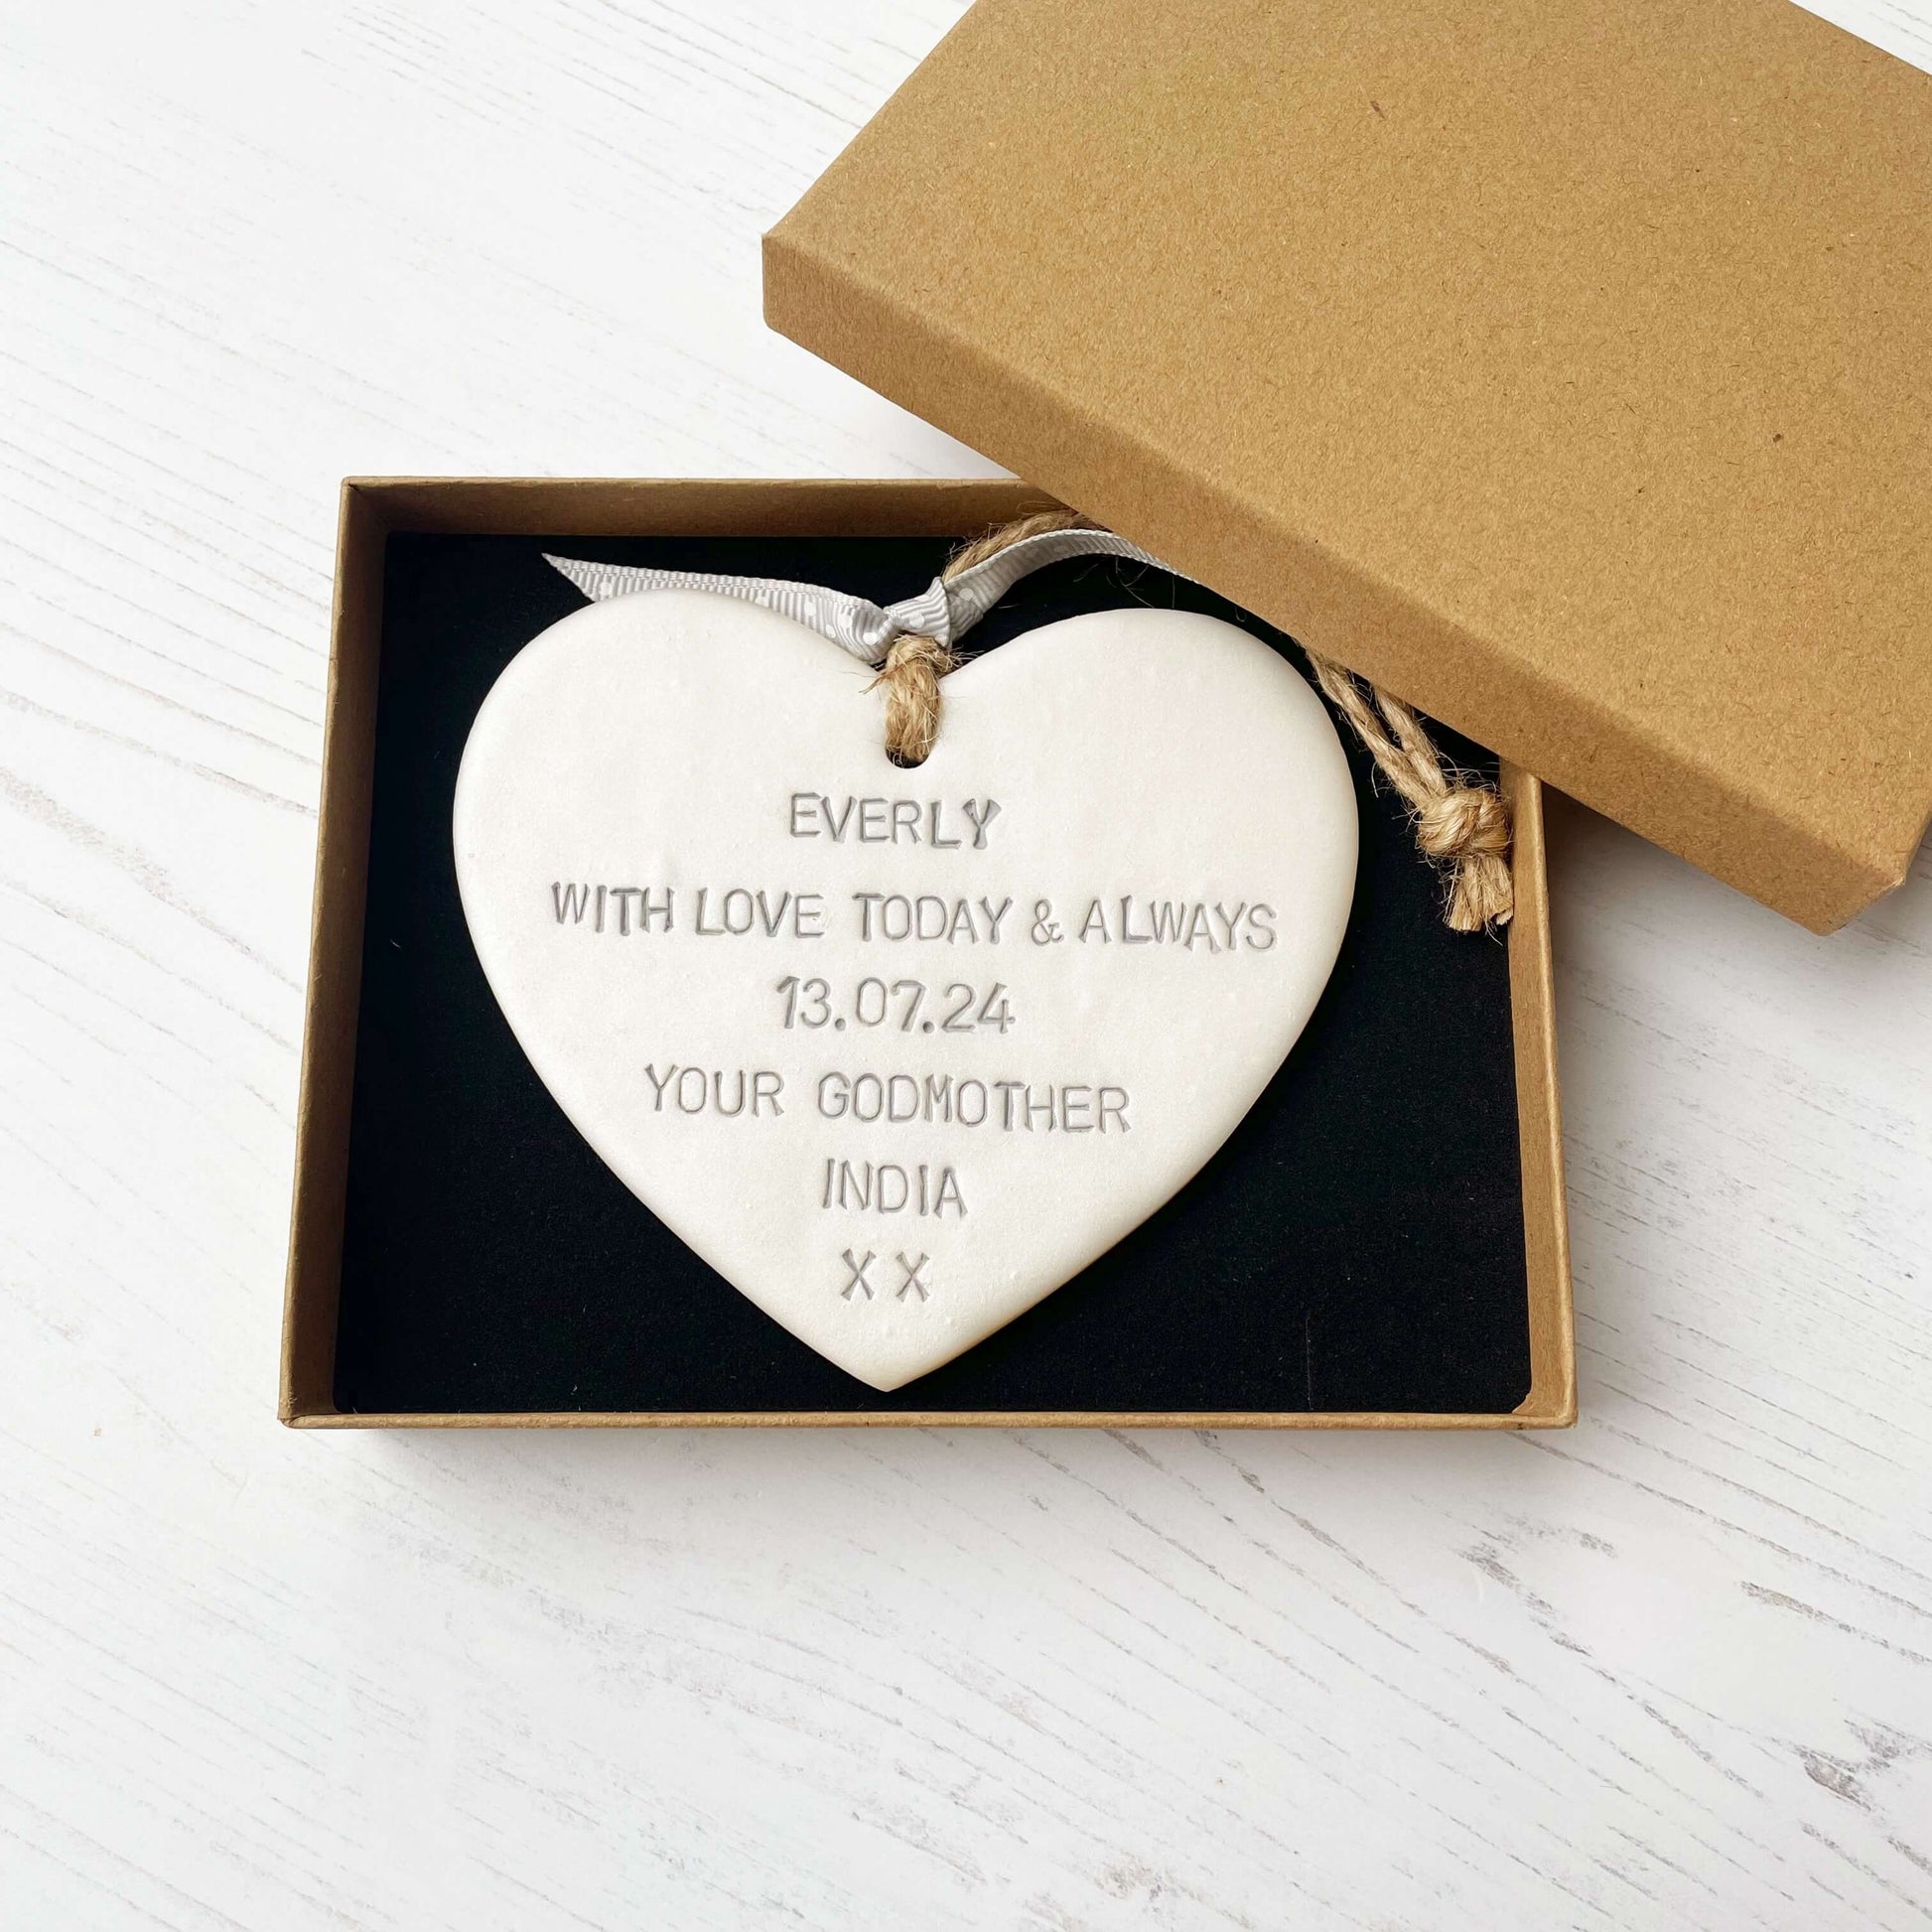 EVERLY
WITH LOVE TODAY & ALWAYS
13.07.24
YOUR GODMOTHER
INDIA
XX